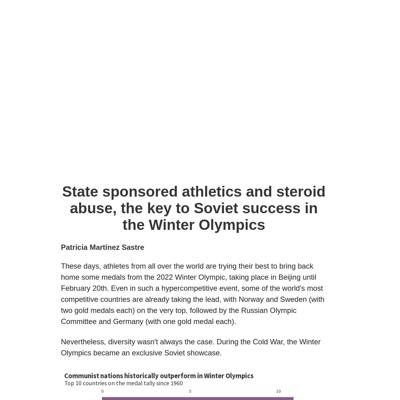 State sponsored athletics and steroid
abuse, the key to Soviet success in
the Winter Olympics
Patricia Martinez Sastre
These days, athletes from all over the world are trying their best to bring back
home some medals from the 2022 Winter Olympic, taking place in Beijing until
February 20th. Even in such a hypercompetitive event, some of the world's most
competitive countries are already taking the lead, with Norway and Sweden (with
two gold medals each) on the very top, followed by the Russian Olympic
Committee and Germany (with one gold medal each).
Nevertheless, diversity wasn't always the case. During the Cold War, the Winter
Olympics became an exclusive Soviet showcase.
Communist nations historically outperform in Winter Olympics
Top 10 countries on the medal tally since 1960
0 5 10